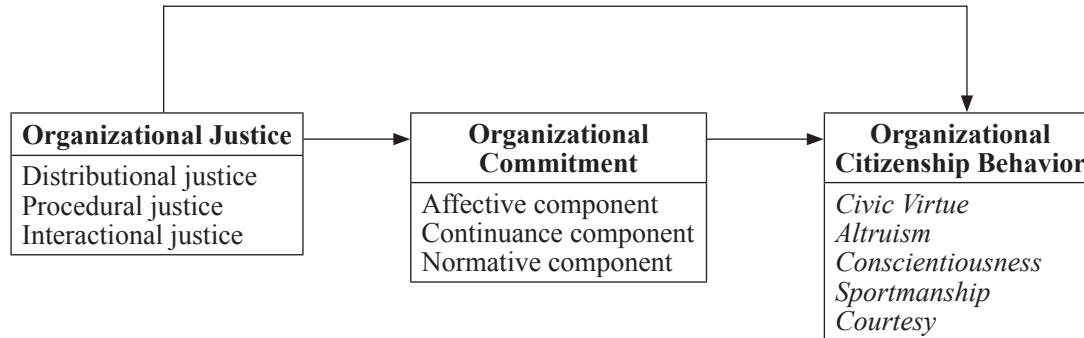 Organizational Justice
Distributional justice
Procedural justice
Interactional justice
Organizational
Commitment
Affective component
Continuance component
Normative component
Organizational
Citizenship Behavior
Civic Virtue
Altruism
Conscientiousness
Sportmanship
Courtesy